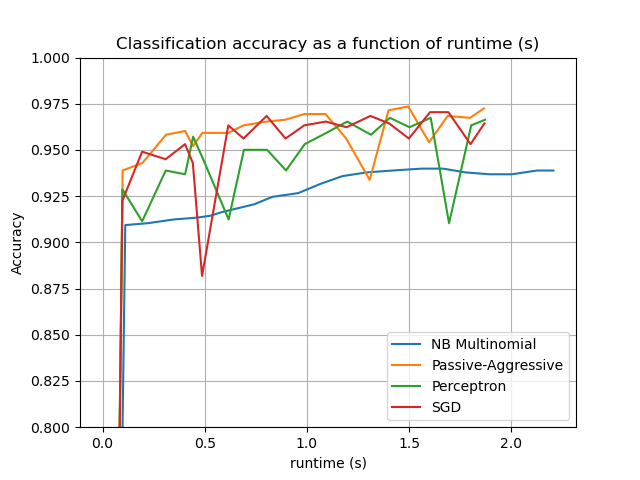 Classification accuracy as a function of runtime (s)
1.000
0.975
0.950
0.925
0.900
0.875
0.850
0.825
0.800
Accuracy
NB Multinomial
Passive-Aggressive
Perceptron
SGD
0.0 0.5 1.0 1.5 2.0
runtime (s)